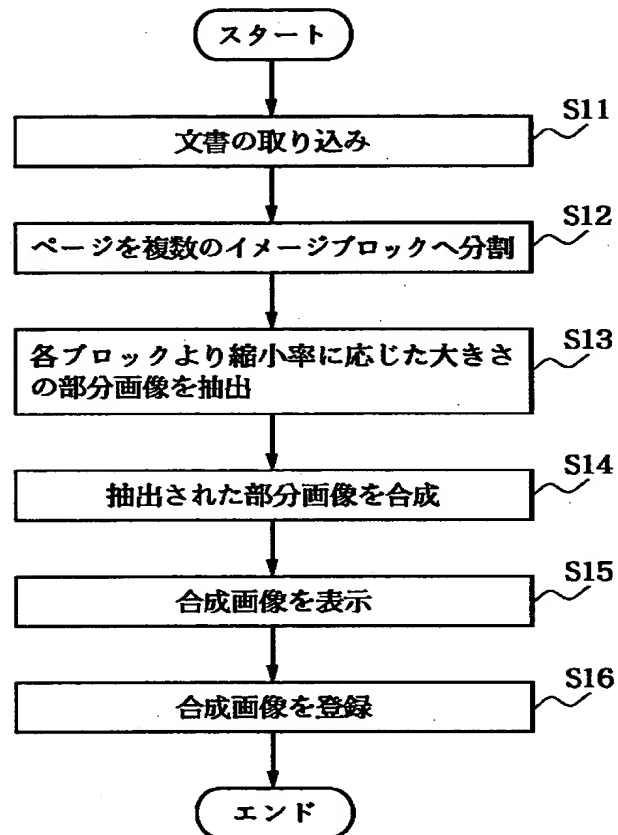 スタート
S11
文書の取り込み
S12
ページを複数のイメージブロックへ分割
S13
各ブロックより縮小率に応じた大きさ
の部分画像を抽出
S14
抽出された部分画像を合成
S15
合成画像を表示
S16
合成画像を登録
エンド